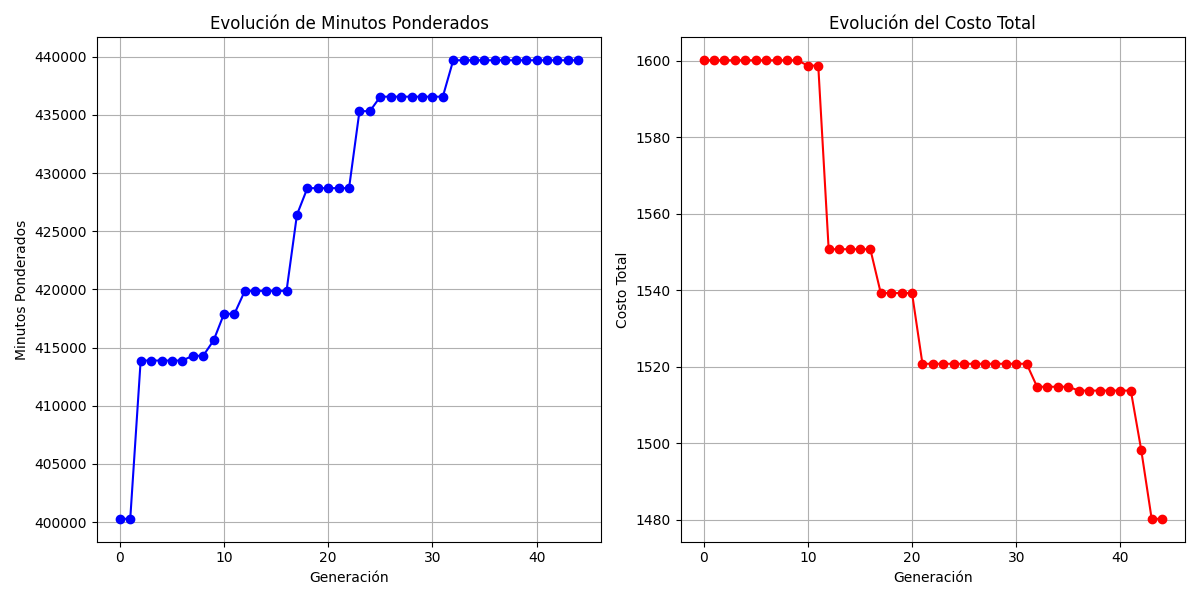 Evolución de Minutos Ponderados
440000
435000
430000
425000
420000
415000
410000
405000
400000
Minutos Ponderados
0 10 20 30 40
Generación
Evolución del Costo Total
1600
1580
1560
1540
1520
1500
1480
Costo Total
0 10 20 30 40
Generación